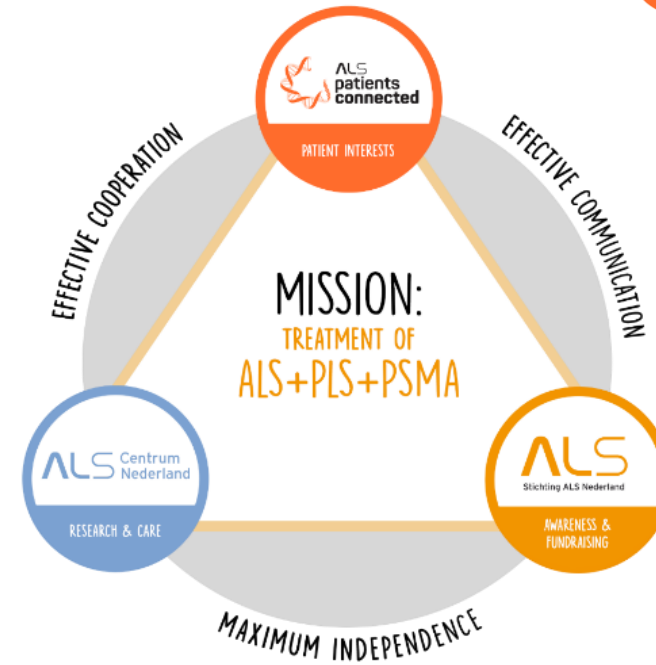 ALS
patients
connected
PATIENT INTERESTS
EFFECTIVE COOPERATION
EFFECTIVE COMMUNICATION
MISSION:
TREATMENT OF
ALS+PLS+PSMA
ALS Centrum
Nederland
RESEARCH & CARE
ALS
Stichting ALS Nederland
AWARENESS &
FUNDRAISING
MAXIMUM INDEPENDENCE